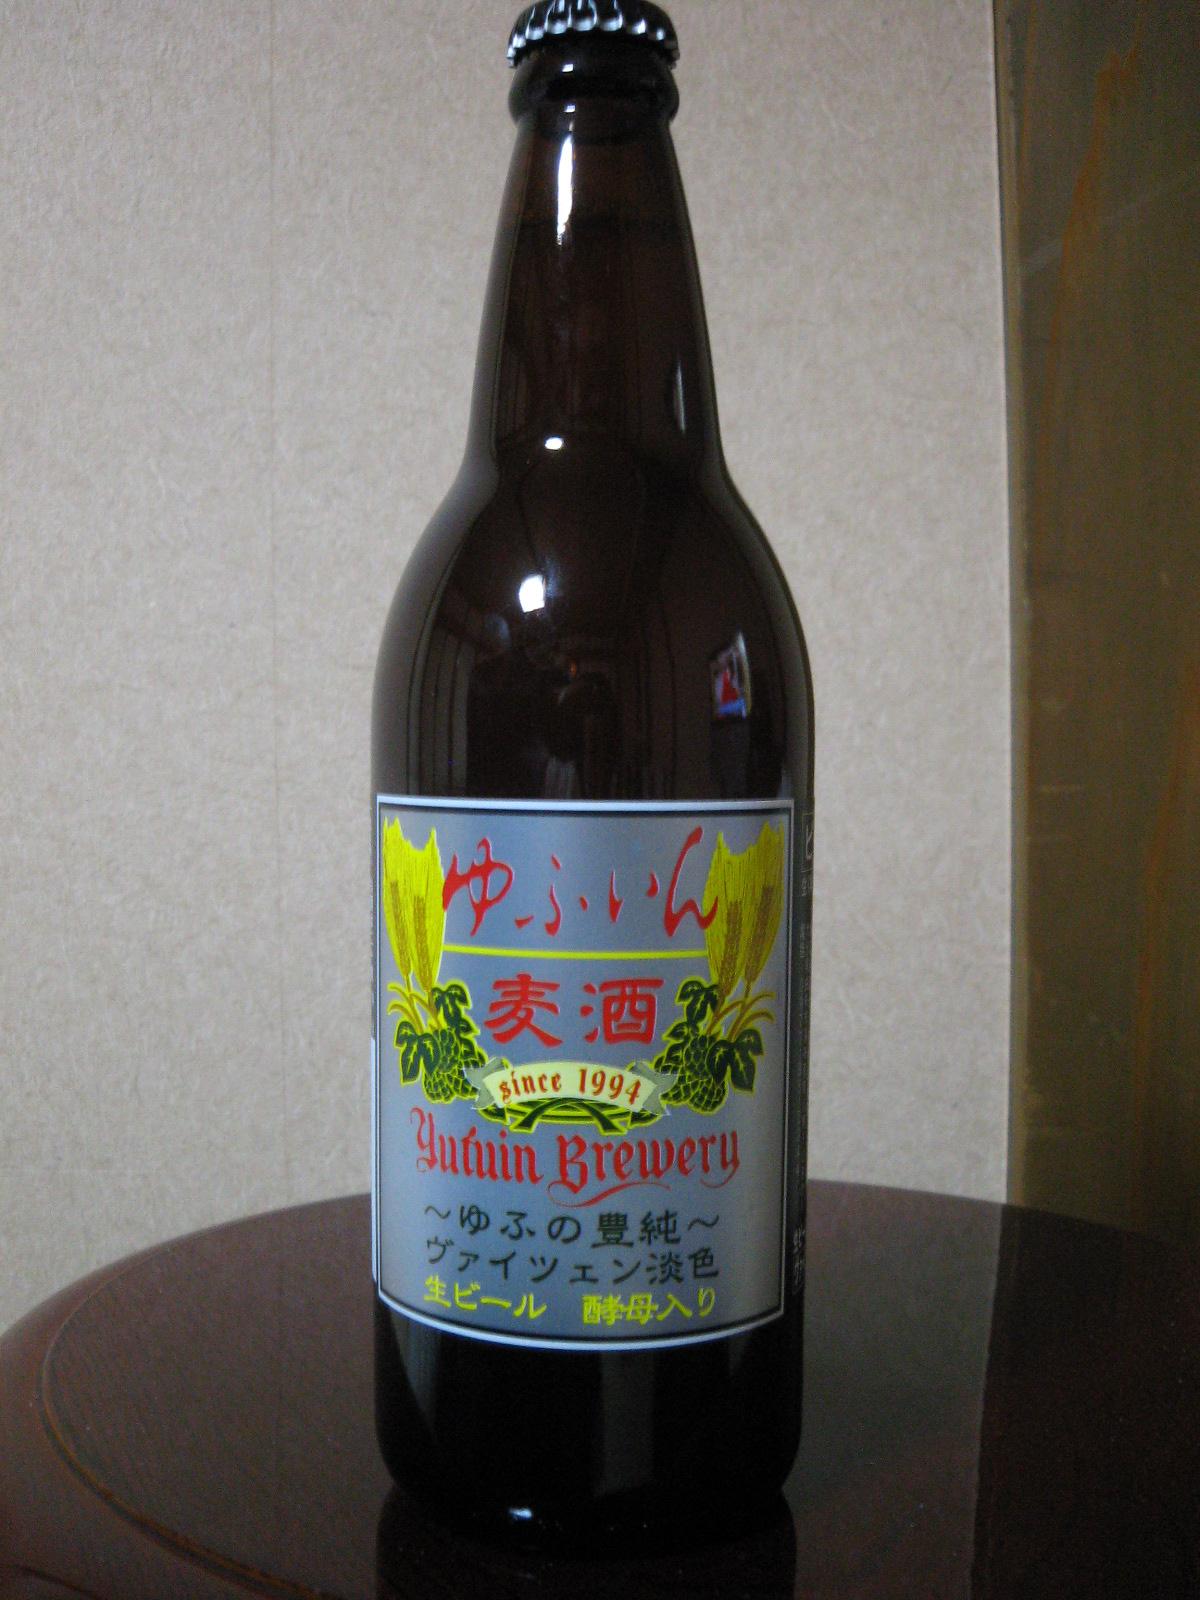 ゆふいん
麦酒
since 1994
Yufuin Brewery
～ゆふの豊純～
ヴァイツェン淡色
生ビール 酵母入り